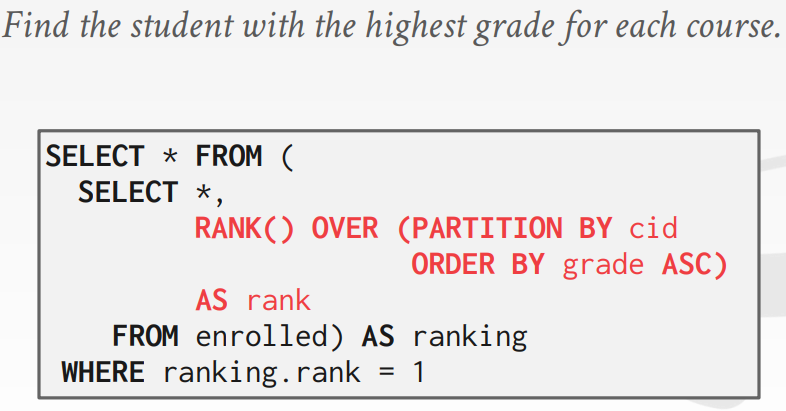 Find the student with the highest grade for each course.
SELECT * FROM (
SELECT *,
RANK() OVER (PARTITION BY cid
ORDER BY grade ASC)
AS rank
FROM enrolled) AS ranking
WHERE ranking.rank = 1